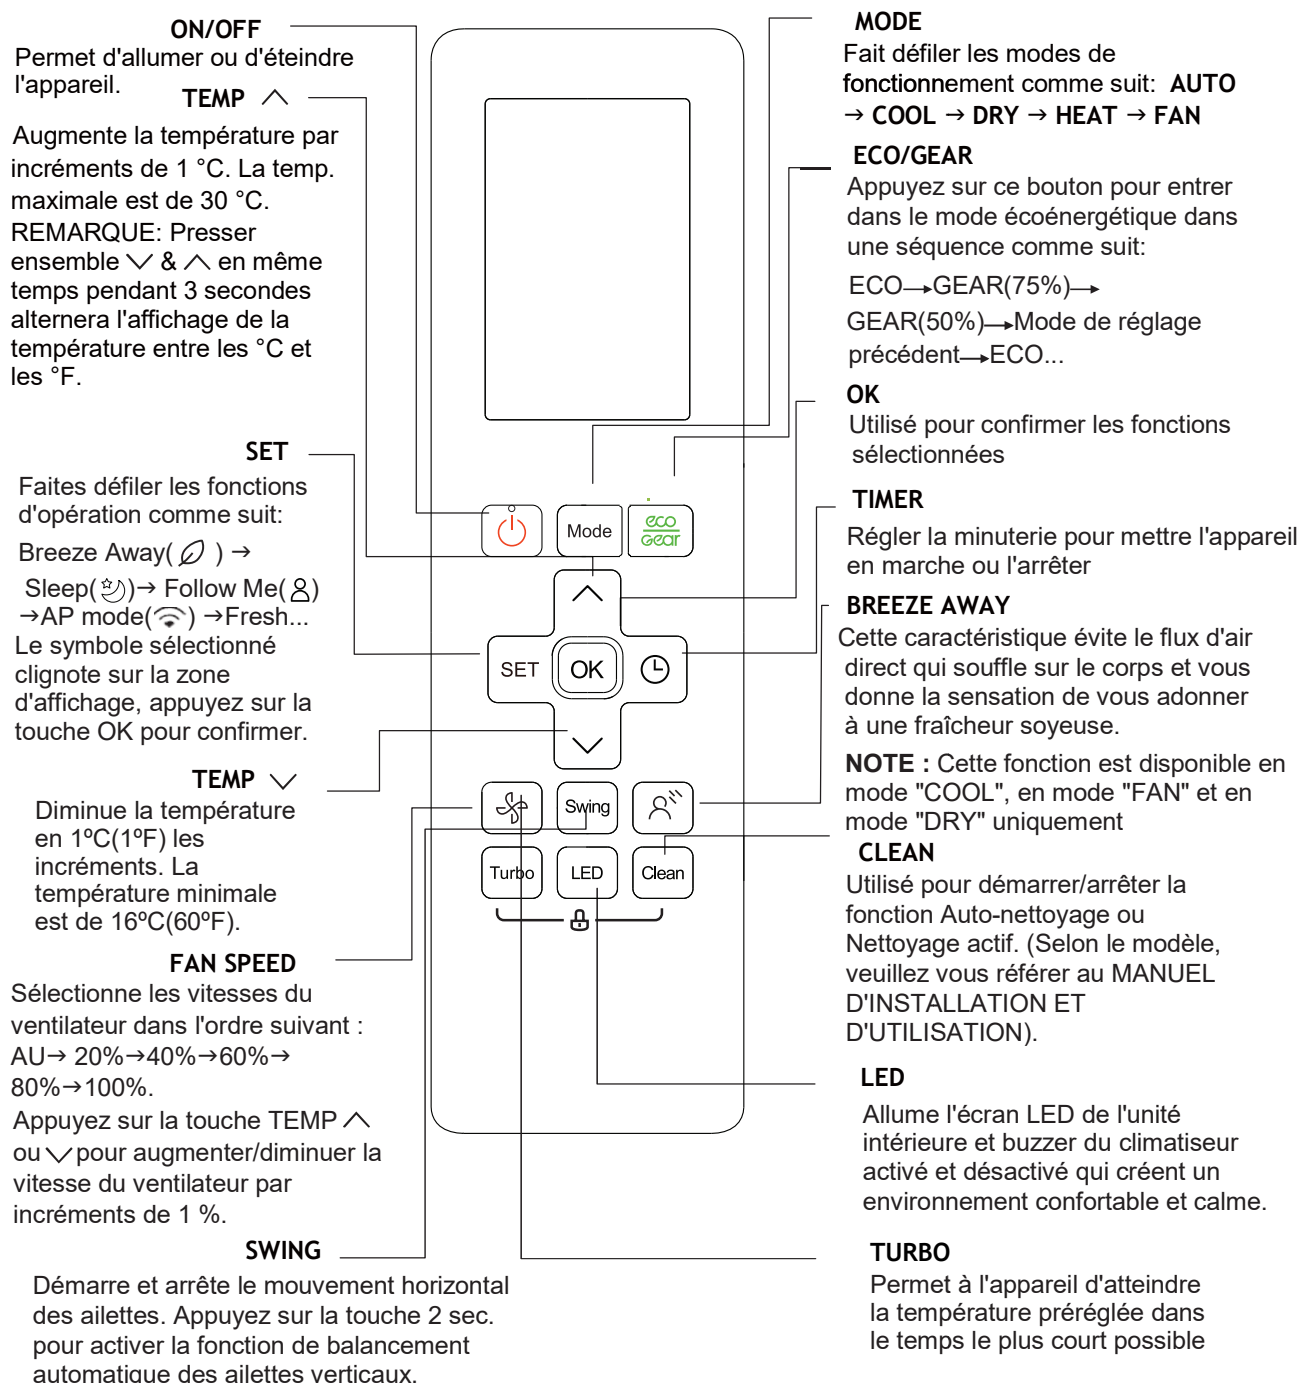 ON/OFF
Permet d'allumer ou d'éteindre
l'appareil.
TEMP ︿
Augmente la température par
incréments de 1 °C. La temp.
maximale est de 30 °C.
REMARQUE: Presser
ensemble ﹀ & ︿ en même
temps pendant 3 secondes
alternera l'affichage de la
température entre les °C et
les °F.
SET
Faites défiler les fonctions
d'opération comme suit:
Breeze Away( ) →
Sleep( )→ Follow Me( )
→AP mode( ) →Fresh...
Le symbole sélectionné
clignote sur la zone
d'affichage, appuyez sur la
touche OK pour confirmer.
TEMP ﹀
Diminue la température
en 1ºC(1ºF) les
incréments. La
température minimale
est de 16ºC(60ºF).
FAN SPEED
Sélectionne les vitesses du
ventilateur dans l'ordre suivant :
AU→ 20%→40%→60%→
80%→100%.
Appuyez sur la touche TEMP ︿
ou ﹀ pour augmenter/diminuer la
vitesse du ventilateur par
incréments de 1 %.
SWING
Démarre et arrête le mouvement horizontal
des ailettes. Appuyez sur la touche 2 sec.
pour activer la fonction de balancement
automatique des ailettes verticaux.
Mode
eco
Gear
SET
OK
Swing
Turbo
LED
Clean
MODE
Fait défiler les modes de
fonctionnement comme suit: AUTO
→ COOL → DRY → HEAT → FAN
ECO/GEAR
Appuyez sur ce bouton pour entrer
dans le mode écoénergétique dans
une séquence comme suit:
ECO→GEAR(75%)→
GEAR(50%)→Mode de réglage
précédent→ECO...
OK
Utilisé pour confirmer les fonctions
sélectionnées
TIMER
Régler la minuterie pour mettre l'appareil
en marche ou l'arrêter
BREEZE AWAY
Cette caractéristique évite le flux d'air
direct qui souffle sur le corps et vous
donne la sensation de vous adonner
à une fraîcheur soyeuse.
NOTE : Cette fonction est disponible en
mode "COOL", en mode "FAN" et en
mode "DRY" uniquement
CLEAN
Utilisé pour démarrer/arrêter la
fonction Auto-nettoyage ou
Nettoyage actif. (Selon le modèle,
veuillez vous référer au MANUEL
D'INSTALLATION ET
D'UTILISATION).
LED
Allume l'écran LED de l'unité
intérieure et buzzer du climatiseur
activé et désactivé qui créent un
environnement confortable et calme.
TURBO
Permet à l'appareil d'atteindre
la température préréglée dans
le temps le plus court possible